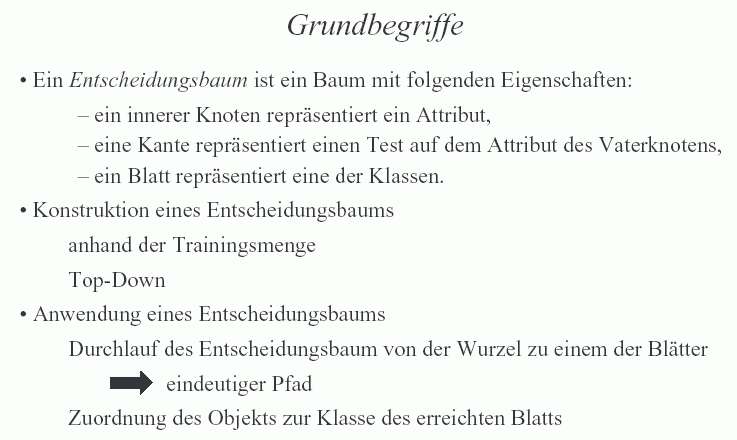 Grundbegriffe
• Ein Entscheidungsbaum ist ein Baum mit folgenden Eigenschaften:
– ein innerer Knoten repräsentiert ein Attribut,
– eine Kante repräsentiert einen Test auf dem Attribut des Vaterknotens,
– ein Blatt repräsentiert eine der Klassen.
• Konstruktion eines Entscheidungsbaums
anhand der Trainingsmenge
Top-Down
• Anwendung eines Entscheidungsbaums
Durchlauf des Entscheidungsbaum von der Wurzel zu einem der Blätter
eindeutiger Pfad
Zuordnung des Objekts zur Klasse des erreichten Blatts